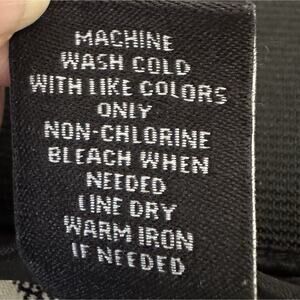 MACHINE
WASH COLD
WITH LIKE COLORS
ONLY
NON-CHLORINE
BLEACH WHEN
NEEDED
LINE DRY
WARM IRON
IF NEEDED